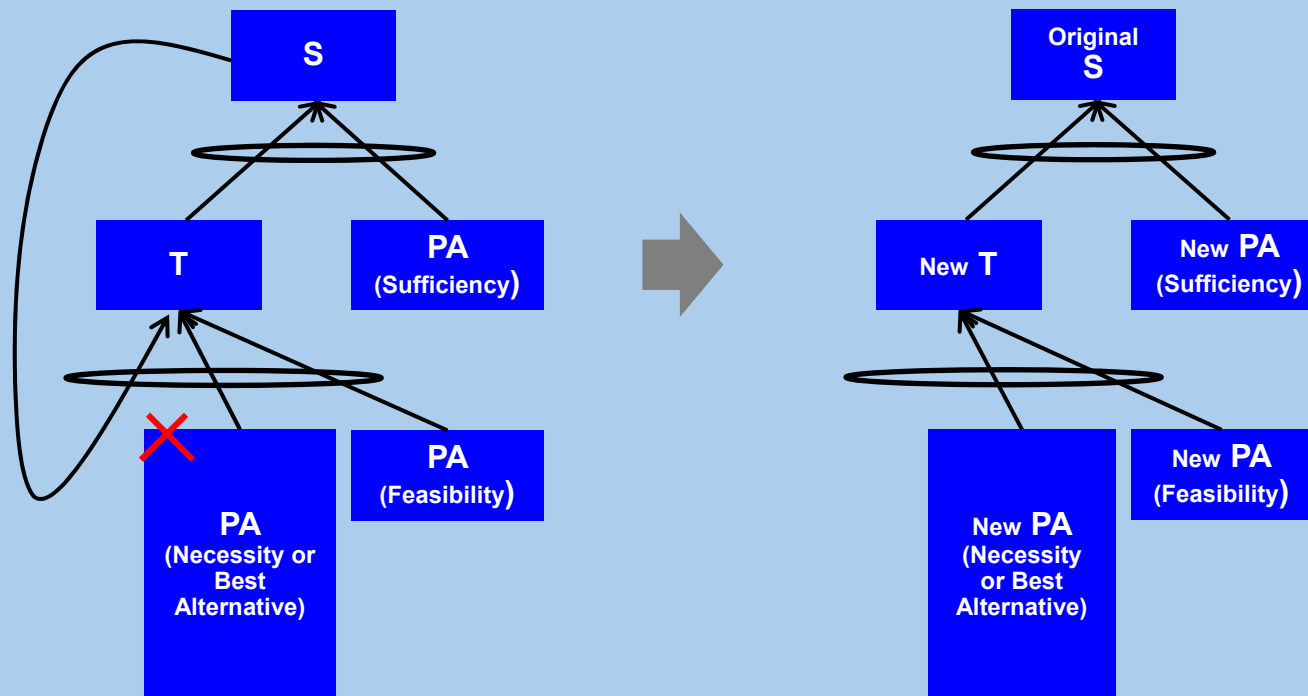 S
T
PA
(Sufficiency)
PA
(Necessity or
Best
Alternative)
PA
(Feasibility)
Original
S
New T
New PA
(Sufficiency)
New PA
(Necessity
or Best
Alternative)
New PA
(Feasibility)